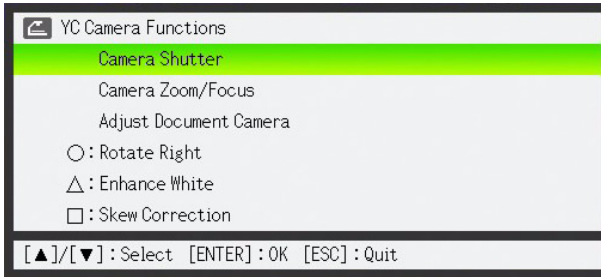 YC Camera Functions
Camera Shutter
Camera Zoom/Focus
Adjust Document Camera
○:Rotate Right
△:Enhance White
□:Skew Correction
[▲]/[▼]:Select [ENTER]:OK [ESC]:Quit